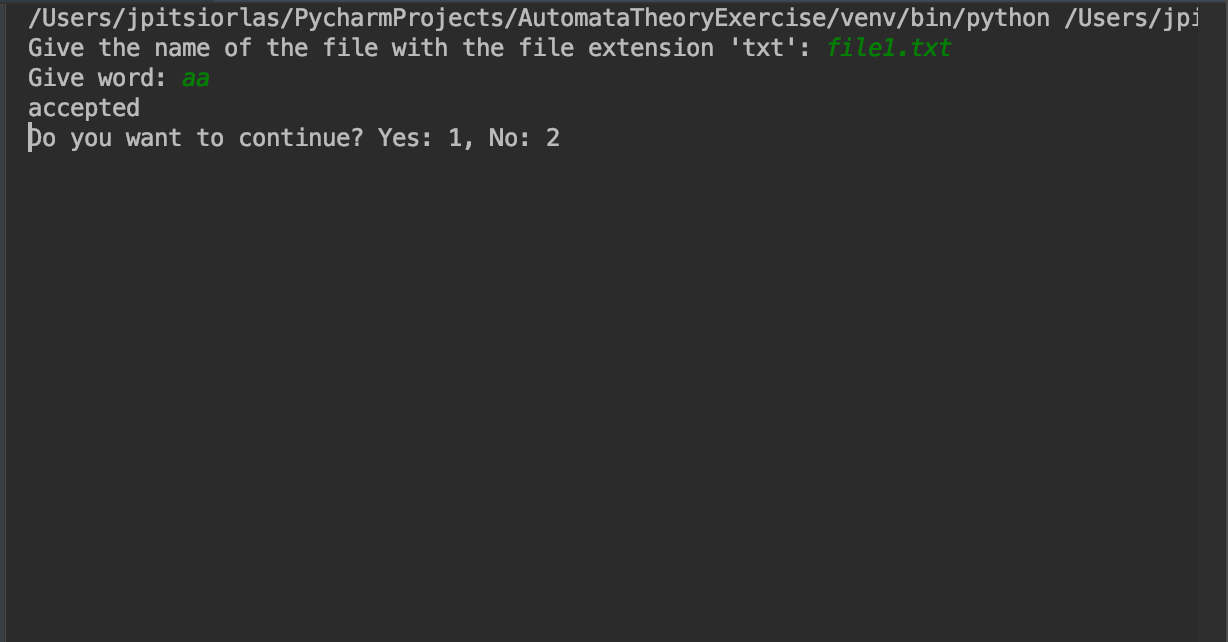 /Users/jpitsiorlas/PycharmProjects/AutomataTheoryExercise/venv/bin/python /Users/jpi
Give the name of the file with the file extension 'txt': file1.txt
Give word: aa
accepted
Do you want to continue? Yes: 1, No: 2